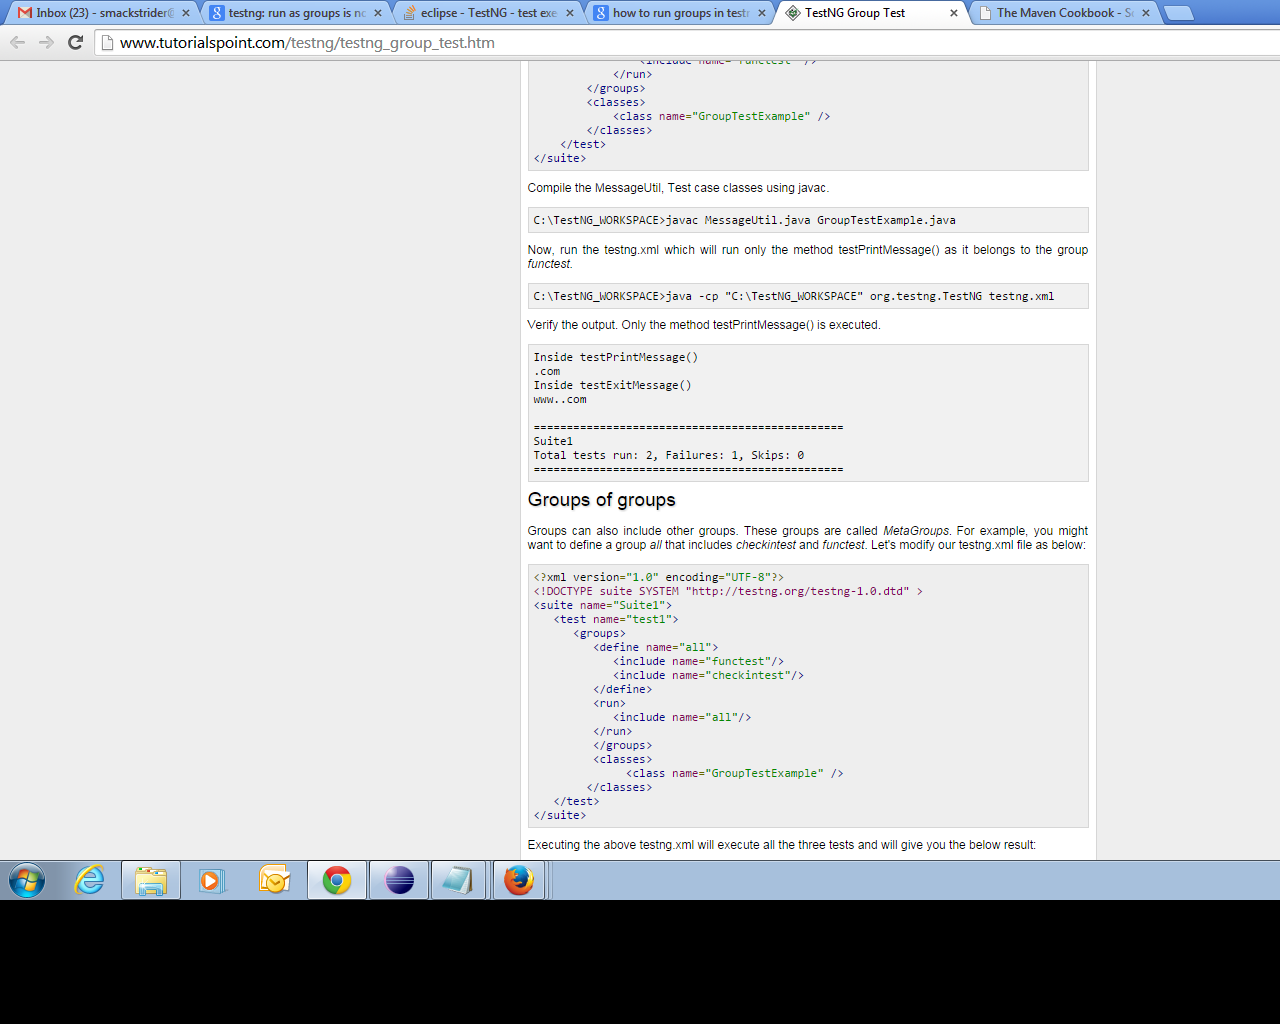 Inbox (23) - smackstrider@
testng: run as groups is no
eclipse - TestNG - test exe
how to run groups in testn
TestNG Group Test
The Maven Cookbook - So
www.tutorialspoint.com/testng/testng_group_test.htm
<include name="functest" />
</run>
</groups>
<classes>
<class name="GroupTestExample" />
</classes>
</test>
</suite>
Compile the MessageUtil, Test case classes using javac.
C:\TestNG_WORKSPACE>javac MessageUtil.java GroupTestExample.java
Now, run the testng.xml which will run only the method testPrintMessage() as it belongs to the group
functest.
C:\TestNG_WORKSPACE>java -cp "C:\TestNG_WORKSPACE" org.testng.TestNG testng.xml
Verify the output. Only the method testPrintMessage() is executed.
Inside testPrintMessage()
.com
Inside testExitMessage()
www..com
===============================================
Suite1
Total tests run: 2, Failures: 1, Skips: 0
===============================================
Groups of groups
Groups can also include other groups. These groups are called MetaGroups. For example, you might
want to define a group all that includes checkintest and functest. Let's modify our testng.xml file as below:
<?xml version="1.0" encoding="UTF-8"?>
<!DOCTYPE suite SYSTEM "http://testng.org/testng-1.0.dtd" >
<suite name="Suite1">
<test name="test1">
<groups>
<define name="all">
<include name="functest"/>
<include name="checkintest"/>
</define>
<run>
<include name="all"/>
</run>
</groups>
<classes>
<class name="GroupTestExample" />
</classes>
</test>
</suite>
Executing the above testng.xml will execute all the three tests and will give you the below result: